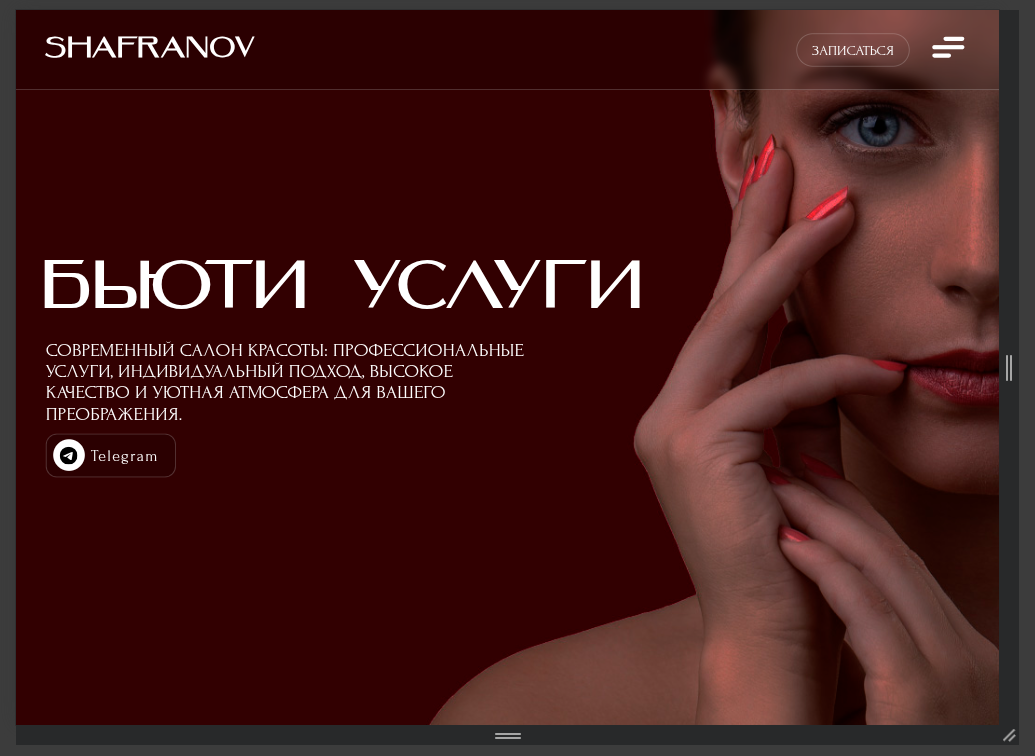 SHAFRANOV
ЗАПИСАТЬСЯ
БЬЮТИ УСЛУГИ
СОВРЕМЕННЫЙ САЛОН КРАСОТЫ: ПРОФЕССИОНАЛЬНЫЕ
УСЛУГИ, ИНДИВИДУАЛЬНЫЙ ПОДХОД, ВЫСОКОЕ
КАЧЕСТВО И УЮТНАЯ АТМОСФЕРА ДЛЯ ВАШЕГО
ПРЕОБРАЖЕНИЯ.
Telegram